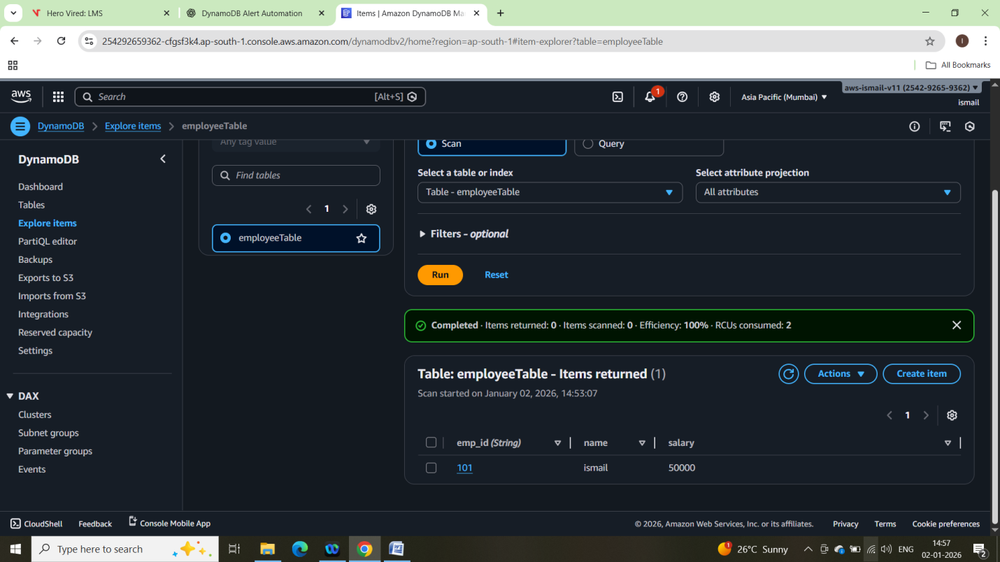 Hero Vired: LMS
DynamoDB Alert Automation
Items | Amazon DynamoDB Ma
254292659362-cfgsf3k4.ap-south-1.console.aws.amazon.com/dynamodbv2/home?region=ap-south-1#item-explorer?table=employeeTable
I
All Bookmarks
aws
Search
[Alt+S]
1
Asia Pacific (Mumbai)
aws-ismail-v11 (2542-9265-9362)
ismail
DynamoDB
Explore items
employeeTable
DynamoDB
Dashboard
Tables
Explore items
PartiQL editor
Backups
Exports to S3
Imports from S3
Integrations
Reserved capacity
Settings
DAX
Clusters
Subnet groups
Parameter groups
Events
Any tag value
Find tables
1
employeeTable
Scan
Query
Select a table or index
Select attribute projection
Table - employeeTable
All attributes
Filters - optional
Run
Reset
Completed · Items returned: 0 · Items scanned: 0 · Efficiency: 100% · RCUs consumed: 2
Table: employeeTable - Items returned (1)
Actions
Create item
Scan started on January 02, 2026, 14:53:07
1
emp_id (String)
name
salary
101
ismail
50000
CloudShell
Feedback
Console Mobile App
© 2026, Amazon Web Services, Inc. or its affiliates.
Privacy
Terms
Cookie preferences
Type here to search
1
26°C Sunny
ENG
14:57
02-01-2026
2